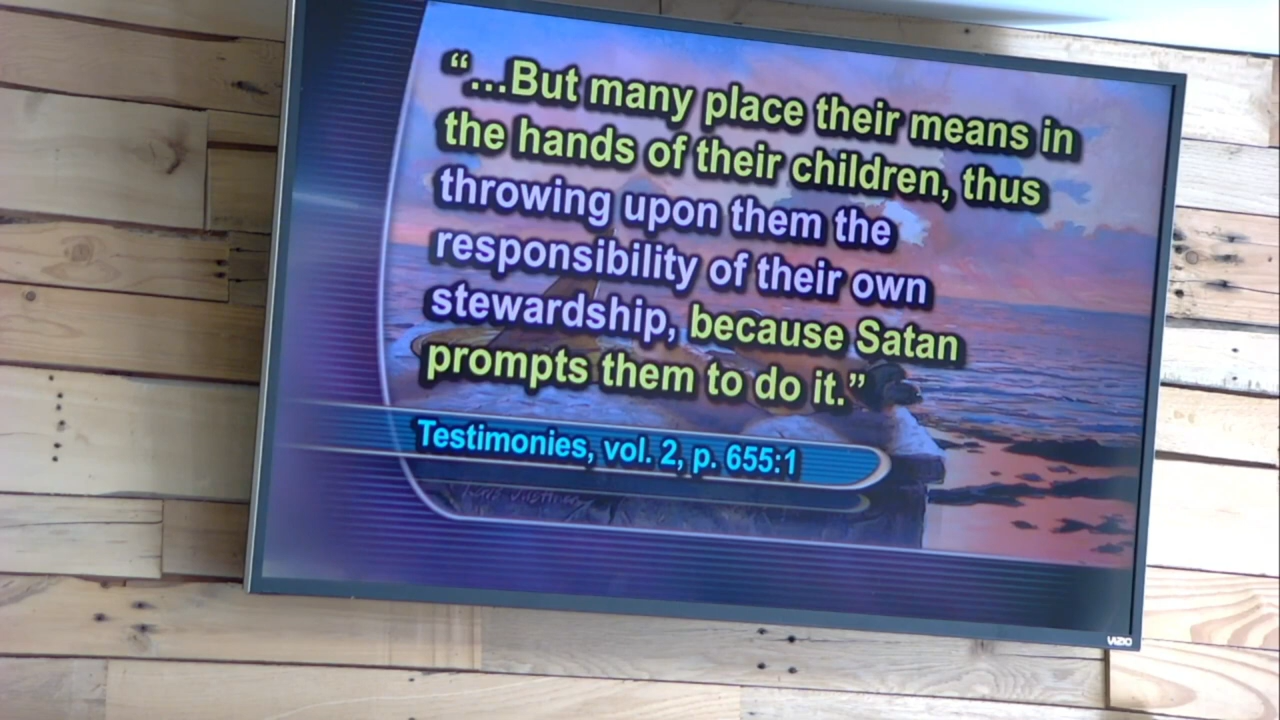 “...But many place their means in
the hands of their children, thus
throwing upon them the
responsibility of their own
stewardship, because Satan
prompts them to do it.”
Testimonies, vol. 2, p. 655:1
VIZIO